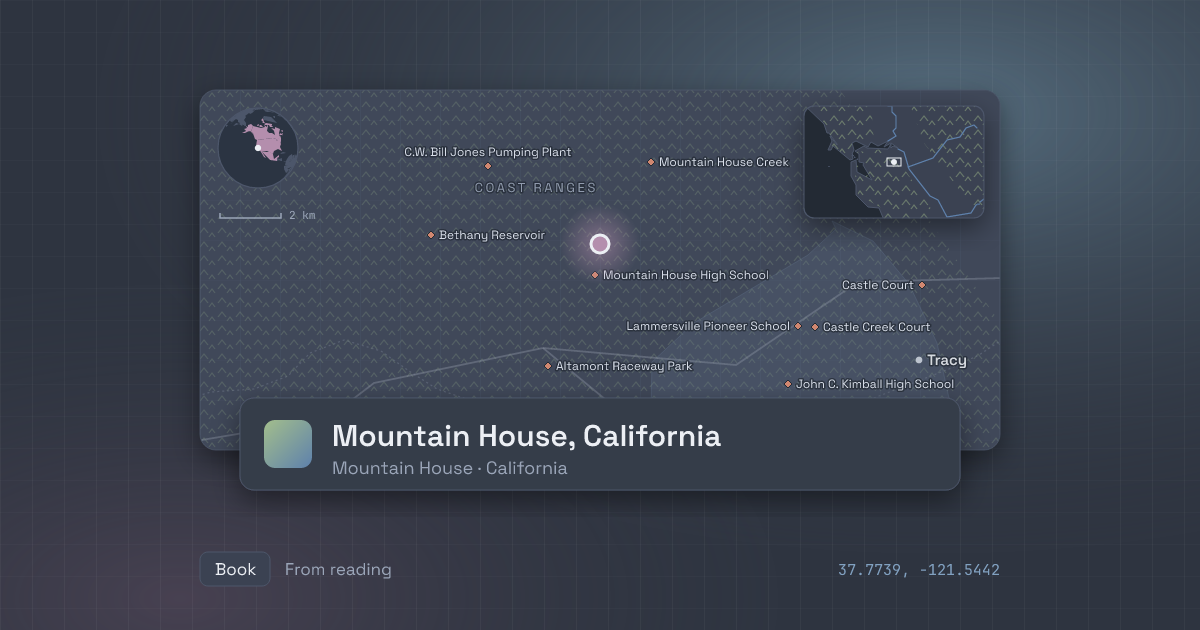 C.W. Bill Jones Pumping Plant
Mountain House Creek
COAST RANGES
2 km
Bethany Reservoir
Mountain House High School
Castle Court
Lammersville Pioneer School
Castle Creek Court
Tracy
Altamont Raceway Park
John C. Kimball High School
Mountain House, California
Mountain House · California
Book
From reading
37.7739, -121.5442